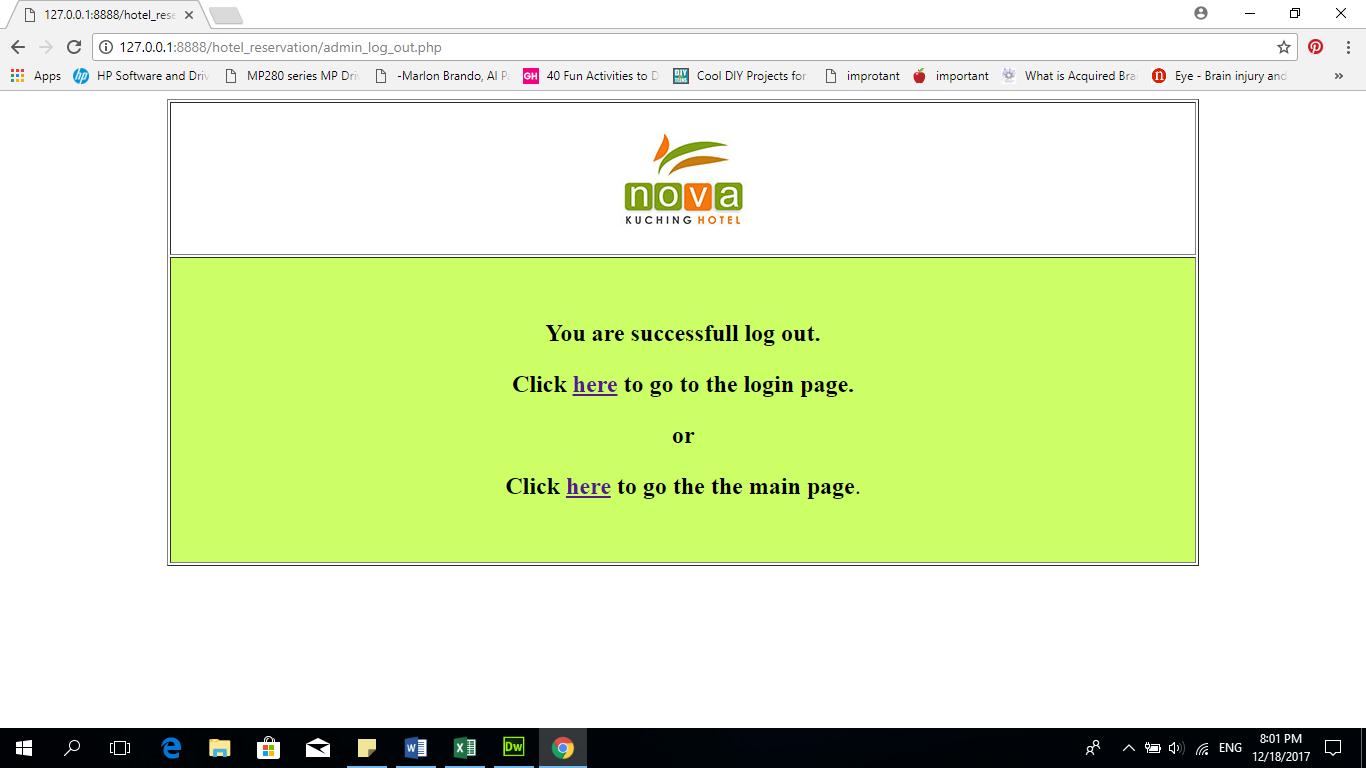 127.0.0.1:8888/hotel_rese
127.0.0.1:8888/hotel_reservation/admin_log_out.php
Apps HP Software and Driv MP280 series MP Driv -Marlon Brando, Al Pa GH 40 Fun Activities to D DIY Cool DIY Projects for improtant important What is Acquired Brai n Eye - Brain injury and »
nova
KUCHING HOTEL
You are successfull log out.
Click here to go to the login page.
or
Click here to go the the main page.
Dw
ENG
8:01 PM
12/18/2017